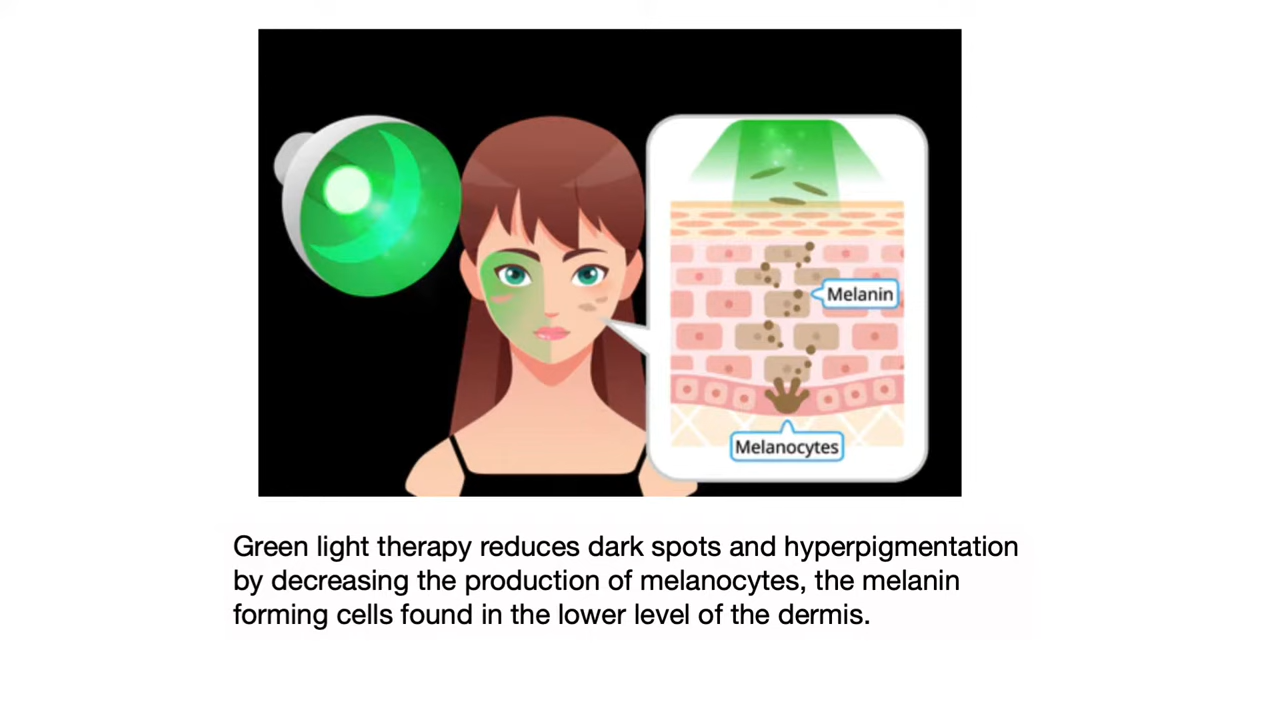 Melanin
Melanocytes
Green light therapy reduces dark spots and hyperpigmentation
by decreasing the production of melanocytes, the melanin
forming cells found in the lower level of the dermis.